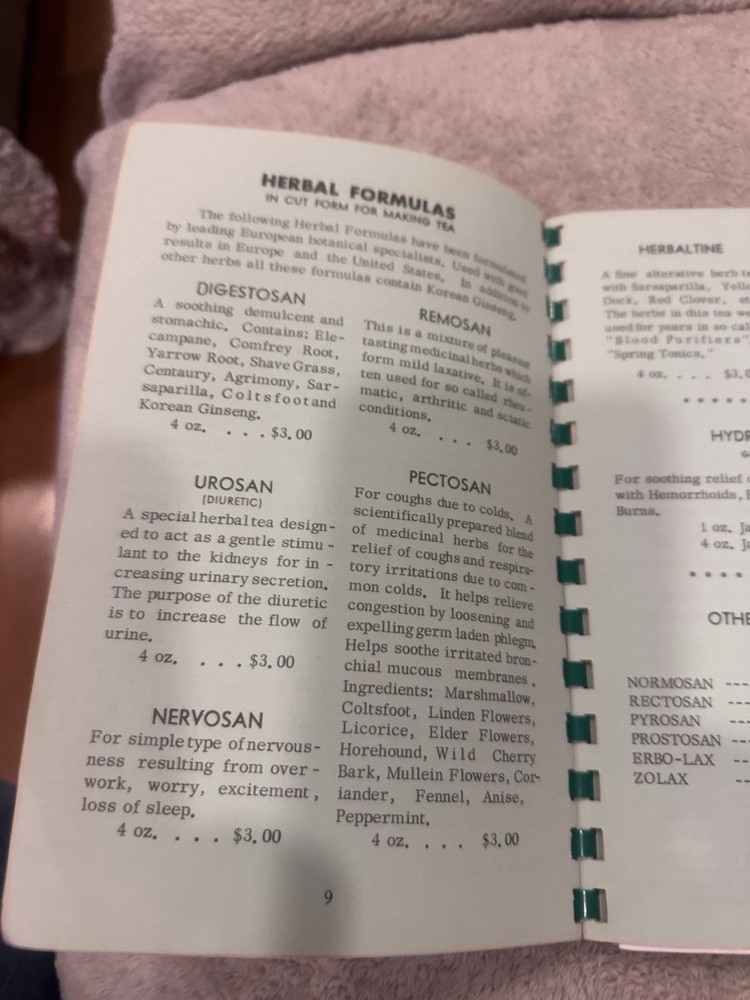 HERBAL FORMULAS
IN CUT FORM FOR MAKING TEA
The following Herbal Formulas have been formulated
by leading European botanical specialists. Used with good
results in Europe and the United States. In addition to
other herbs all these formulas contain Korean Ginseng.
DIGESTOSAN
A soothing demulcent and
stomachic. Contains: Ele-
campane, Comfrey Root,
Yarrow Root, Shave Grass,
Centaury, Agrimony, Sar-
saparilla, Coltsfoot and
Korean Ginseng.
4 oz. . . . $3.00
UROSAN
(DIURETIC)
A special herbal tea design-
ed to act as a gentle stimu-
lant to the kidneys for in-
creasing urinary secretion.
The purpose of the diuretic
is to increase the flow of
urine.
4 oz. . . . $3.00
NERVOSAN
For simple type of nervous-
ness resulting from over-
work, worry, excitement,
loss of sleep.
4 oz. . . . $3.00
REMOSAN
This is a mixture of pleasant
tasting medicinal herbs which
form mild laxative. It is of-
ten used for so called rheu-
matic, arthritic and sciatic
conditions.
4 oz. . . . $3.00
PECTOSAN
For coughs due to colds. A
scientifically prepared blend
of medicinal herbs for the
relief of coughs and respira-
tory irritations due to com-
mon colds. It helps relieve
congestion by loosening and
expelling germ laden phlegm.
Helps soothe irritated bron-
chial mucous membranes.
Ingredients: Marshmallow,
Coltsfoot, Linden Flowers,
Licorice, Elder Flowers,
Horehound, Wild Cherry
Bark, Mullein Flowers, Cor-
iander, Fennel, Anise,
Peppermint.
4 oz. . . . . $3.00
9
HERBALTINE
A fine alterative herb
with Sarsaparilla,
Dock, Red Clover,
The herbs in this tea
used for years in so
"Blood Purifiers"
"Spring Tonics."
4 oz. . . .
For soothing relief
with Hemorrhoids,
Burns.
1 oz.
4 oz.
NORMOSAN ---
RECTOSAN ---
PYROSAN --
PROSTOSAN --
ERBO-LAX --
ZOLAX --